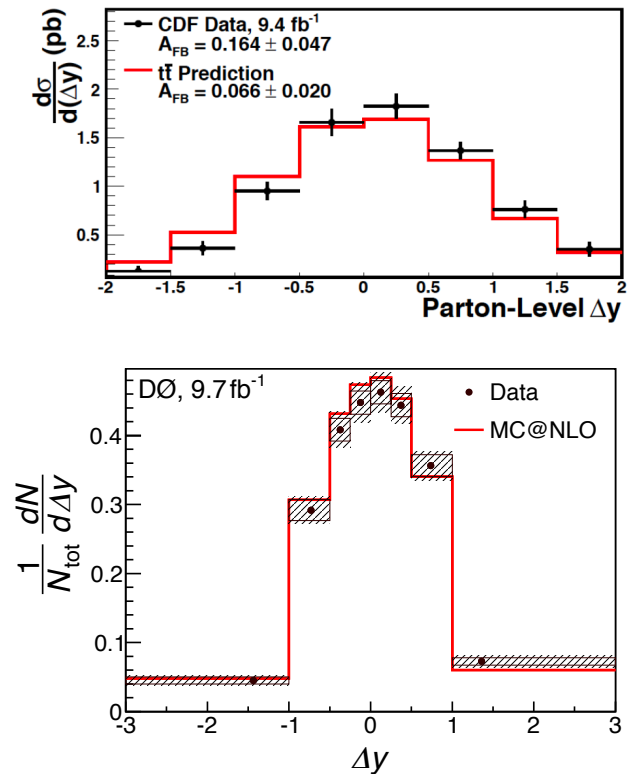 CDF Data, 9.4 fb⁻¹
A_FB = 0.164 ± 0.047
tt̄ Prediction
A_FB = 0.066 ± 0.020
dσ/d(Δy) (pb)
2.5
2
1.5
1
0.5
-2 -1.5 -1 -0.5 0 0.5 1 1.5 2
Parton-Level Δy
DØ, 9.7 fb⁻¹
Data
MC@NLO
1/N_tot dN/dΔy
0.4
0.3
0.2
0.1
0
-3 -2 -1 0 1 2 3
Δy